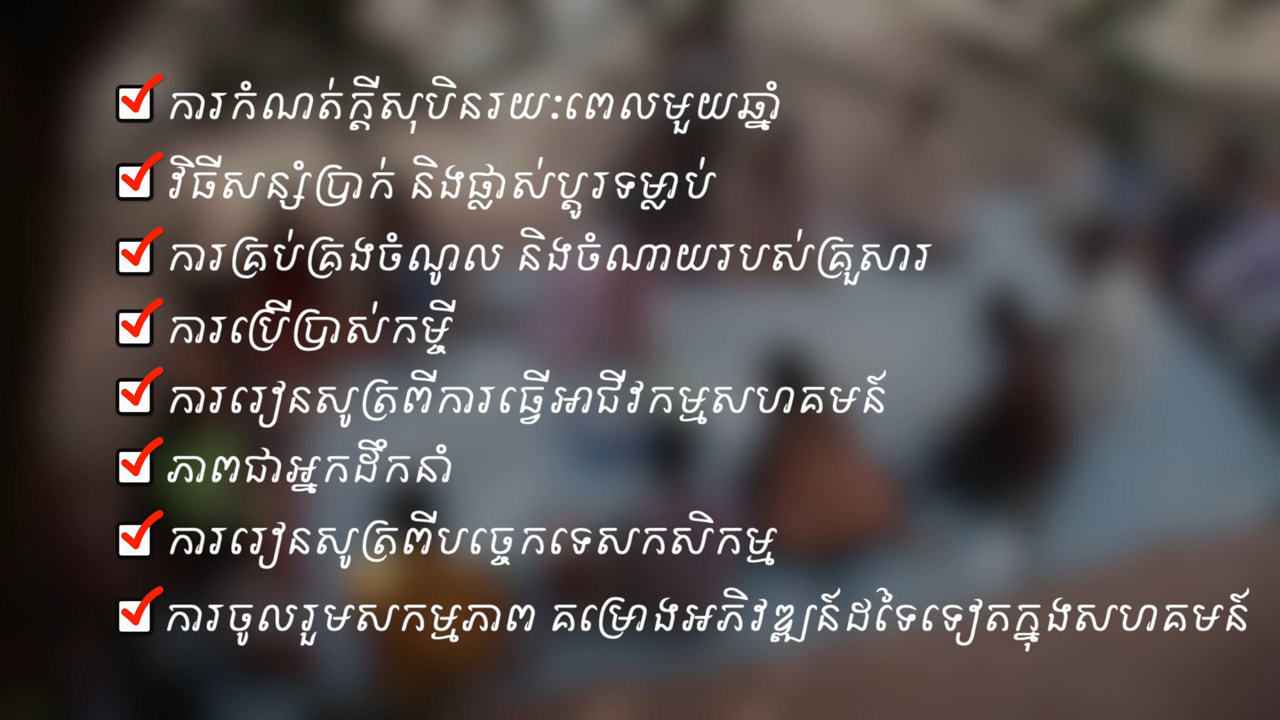 ការកំណត់ក្តីសុបិនរយៈពេលមួយឆ្នាំ
វិធីសន្សំប្រាក់ និងផ្លាស់ប្តូរទម្លាប់
ការគ្រប់គ្រងចំណូល និងចំណាយរបស់គ្រួសារ
ការប្រើប្រាស់កម្ចី
ការរៀនសូត្រពីការធ្វើអាជីវកម្មសហគមន៍
ភាពជាអ្នកដឹកនាំ
ការរៀនសូត្រពីបច្ចេកទេសកសិកម្ម
ការចូលរួមសកម្មភាព គម្រោងអភិវឌ្ឍន៍ដទៃទៀតក្នុងសហគមន៍